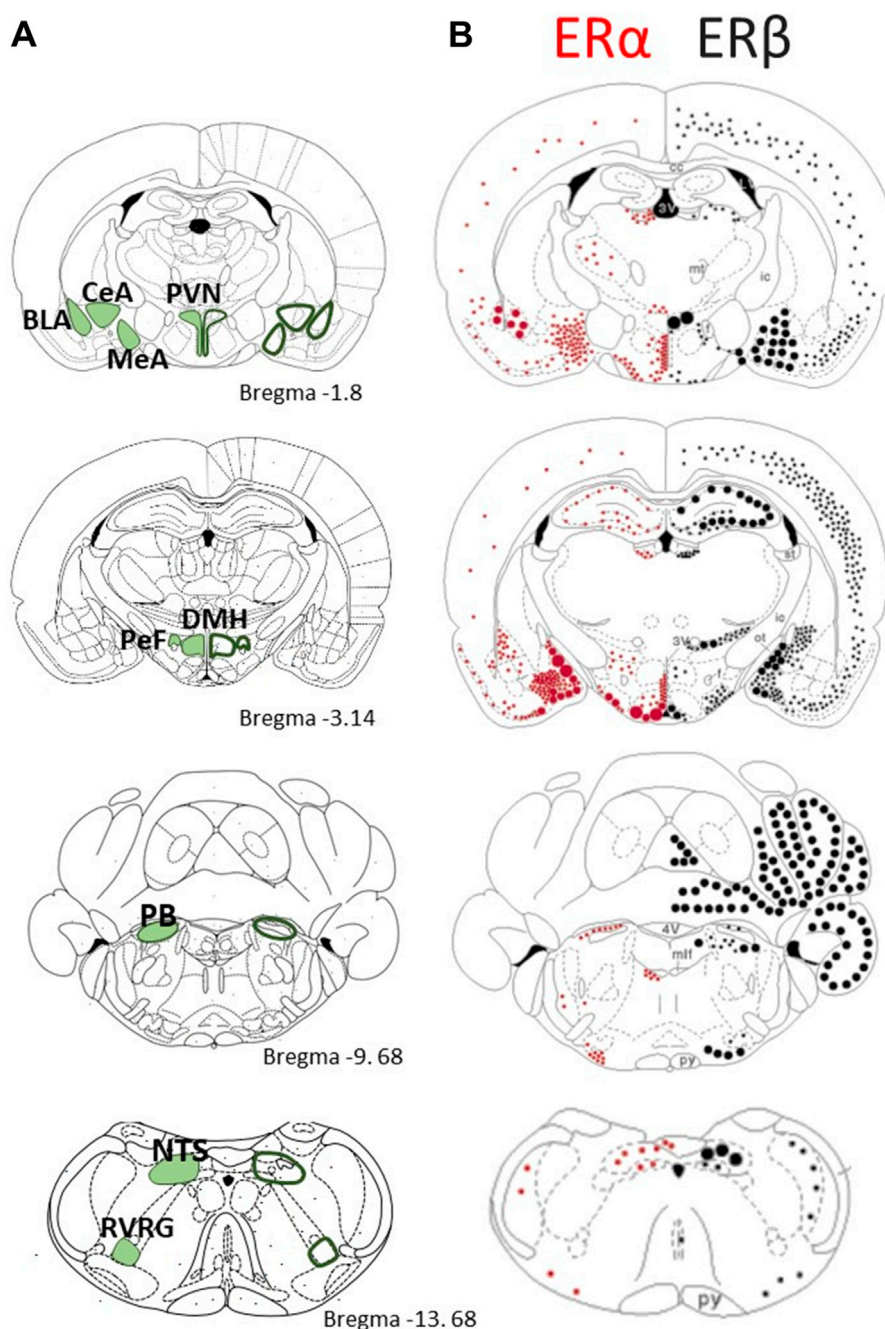 A
B
ERα ERβ
CeA PVN
BLA
MeA
Bregma -1.8
cc
LV
3V
mt
ic
f
DMH
PeF
Bregma -3.14
st
ic
3V
ot
f
PB
Bregma -9. 68
4V
mlf
py
NTS
RVRG
Bregma -13. 68
py